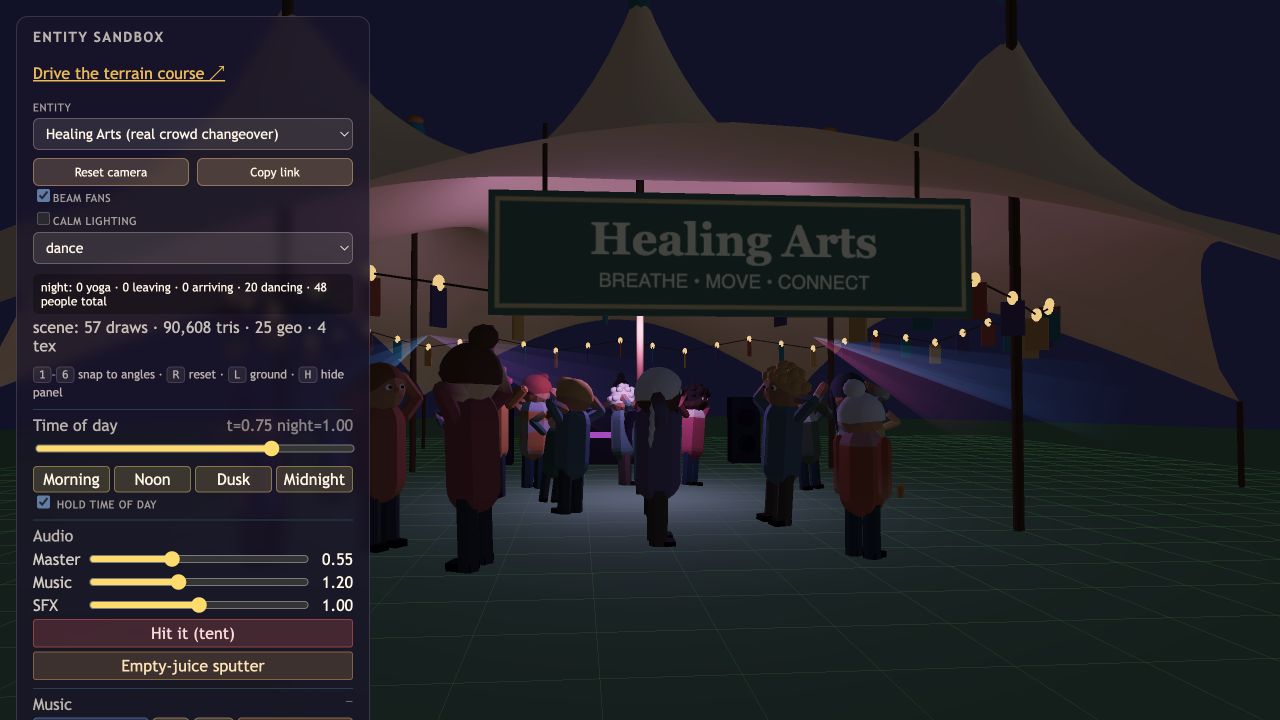 ENTITY SANDBOX
Drive the terrain course ↗
ENTITY
Healing Arts (real crowd changeover)
Reset camera
Copy link
BEAM FANS
CALM LIGHTING
dance
night: 0 yoga · 0 leaving · 0 arriving · 20 dancing · 48
people total
scene: 57 draws · 90,608 tris · 25 geo · 4
tex
1-6 snap to angles · R reset · L ground · H hide
panel
Time of day
t=0.75 night=1.00
Morning
Noon
Dusk
Midnight
HOLD TIME OF DAY
Audio
Master 0.55
Music 1.20
SFX 1.00
Hit it (tent)
Empty-juice sputter
Music –
Healing Arts
BREATHE • MOVE • CONNECT